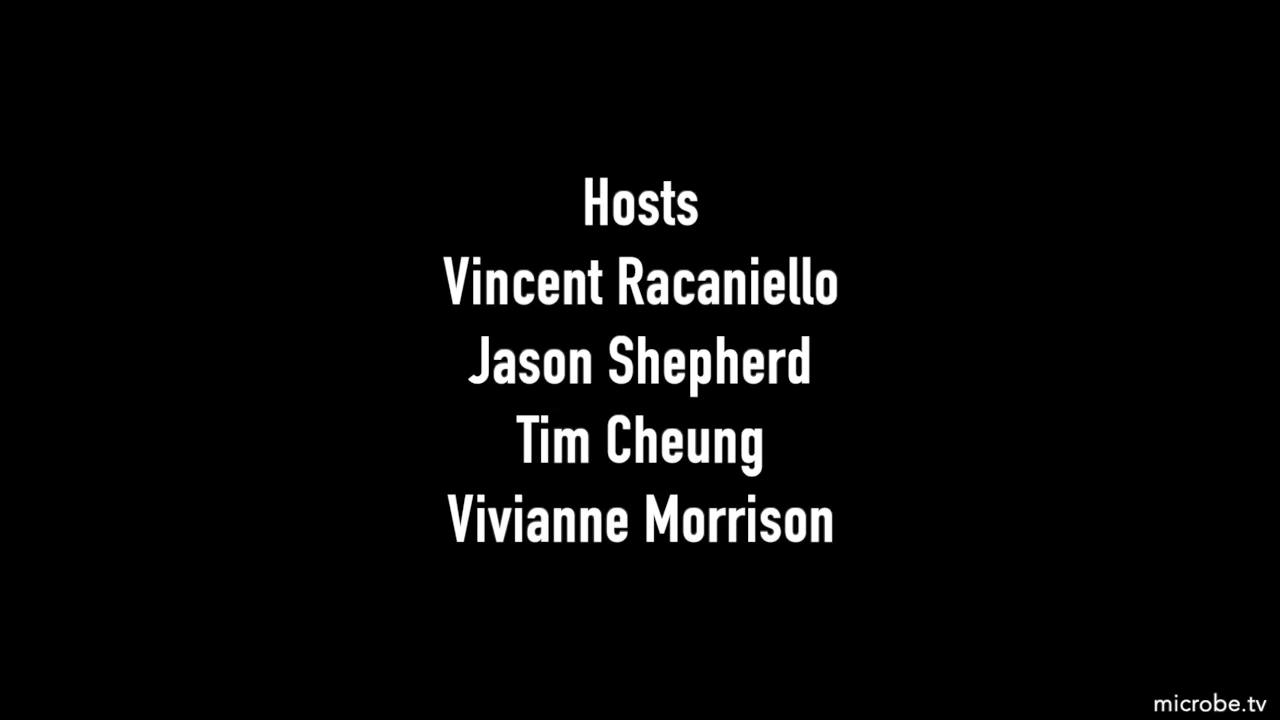 Hosts
Vincent Racaniello
Jason Shepherd
Tim Cheung
Vivianne Morrison
microbe.tv